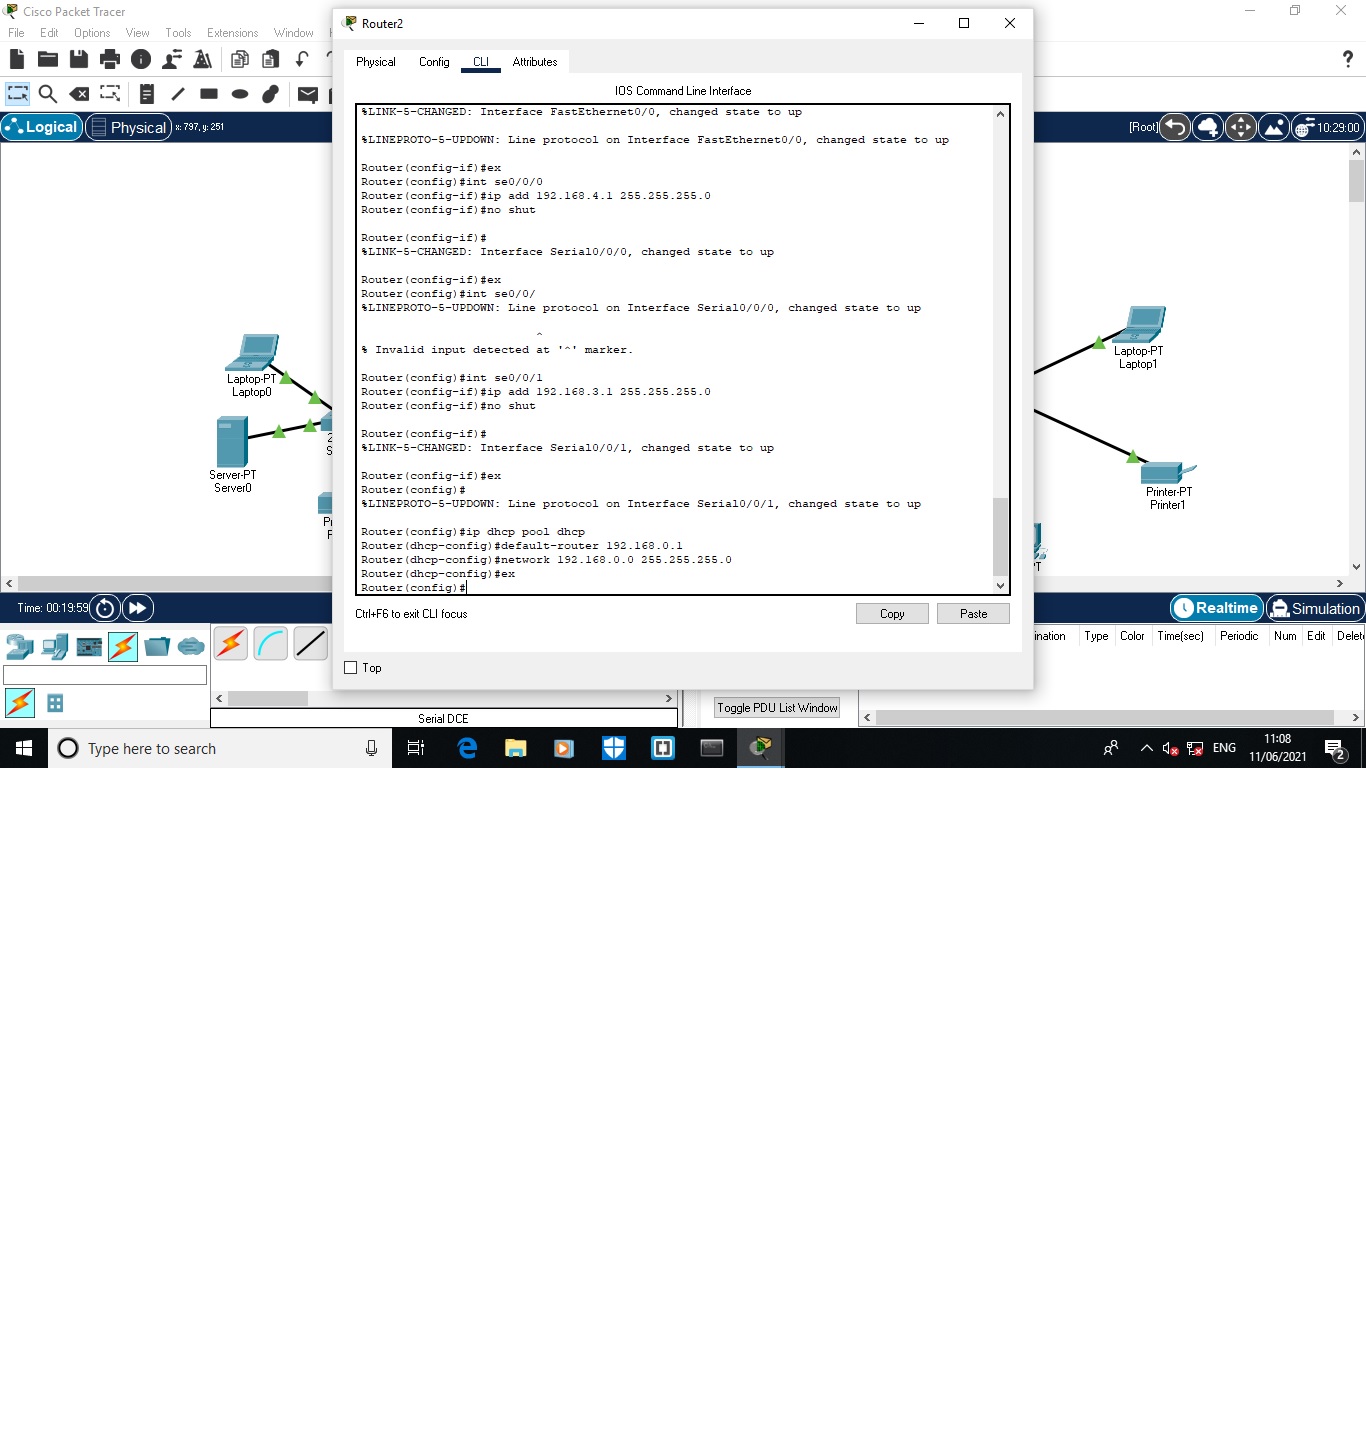 Cisco Packet Tracer
File Edit Options View Tools Extensions Window
Router2
Physical Config CLI Attributes
IOS Command Line Interface
%LINK-5-CHANGED: Interface FastEthernet0/0, changed state to up
%LINEPROTO-5-UPDOWN: Line protocol on Interface FastEthernet0/0, changed state to up
Router(config-if)#ex
Router(config)#int se0/0/0
Router(config-if)#ip add 192.168.4.1 255.255.255.0
Router(config-if)#no shut
Router(config-if)#
%LINK-5-CHANGED: Interface Serial0/0/0, changed state to up
Router(config-if)#ex
Router(config)#int se0/0/
%LINEPROTO-5-UPDOWN: Line protocol on Interface Serial0/0/0, changed state to up
^
% Invalid input detected at '^' marker.
Router(config)#int se0/0/1
Router(config-if)#ip add 192.168.3.1 255.255.255.0
Router(config-if)#no shut
Router(config-if)#
%LINK-5-CHANGED: Interface Serial0/0/1, changed state to up
Router(config-if)#ex
Router(config)#
%LINEPROTO-5-UPDOWN: Line protocol on Interface Serial0/0/1, changed state to up
Router(config)#ip dhcp pool dhcp
Router(dhcp-config)#default-router 192.168.0.1
Router(dhcp-config)#network 192.168.0.0 255.255.255.0
Router(dhcp-config)#ex
Router(config)#
Ctrl+F6 to exit CLI focus
Copy Paste
Top
Logical Physical x: 797, y: 251
[Root] 10:29:00
Laptop-PT
Laptop0
Server-PT
Server0
Laptop-PT
Laptop1
Printer-PT
Printer1
Time: 00:19:59
Realtime Simulation
Type Color Time(sec) Periodic Num Edit
Toggle PDU List Window
Serial DCE
Type here to search
ENG
11:08
11/06/2021
2